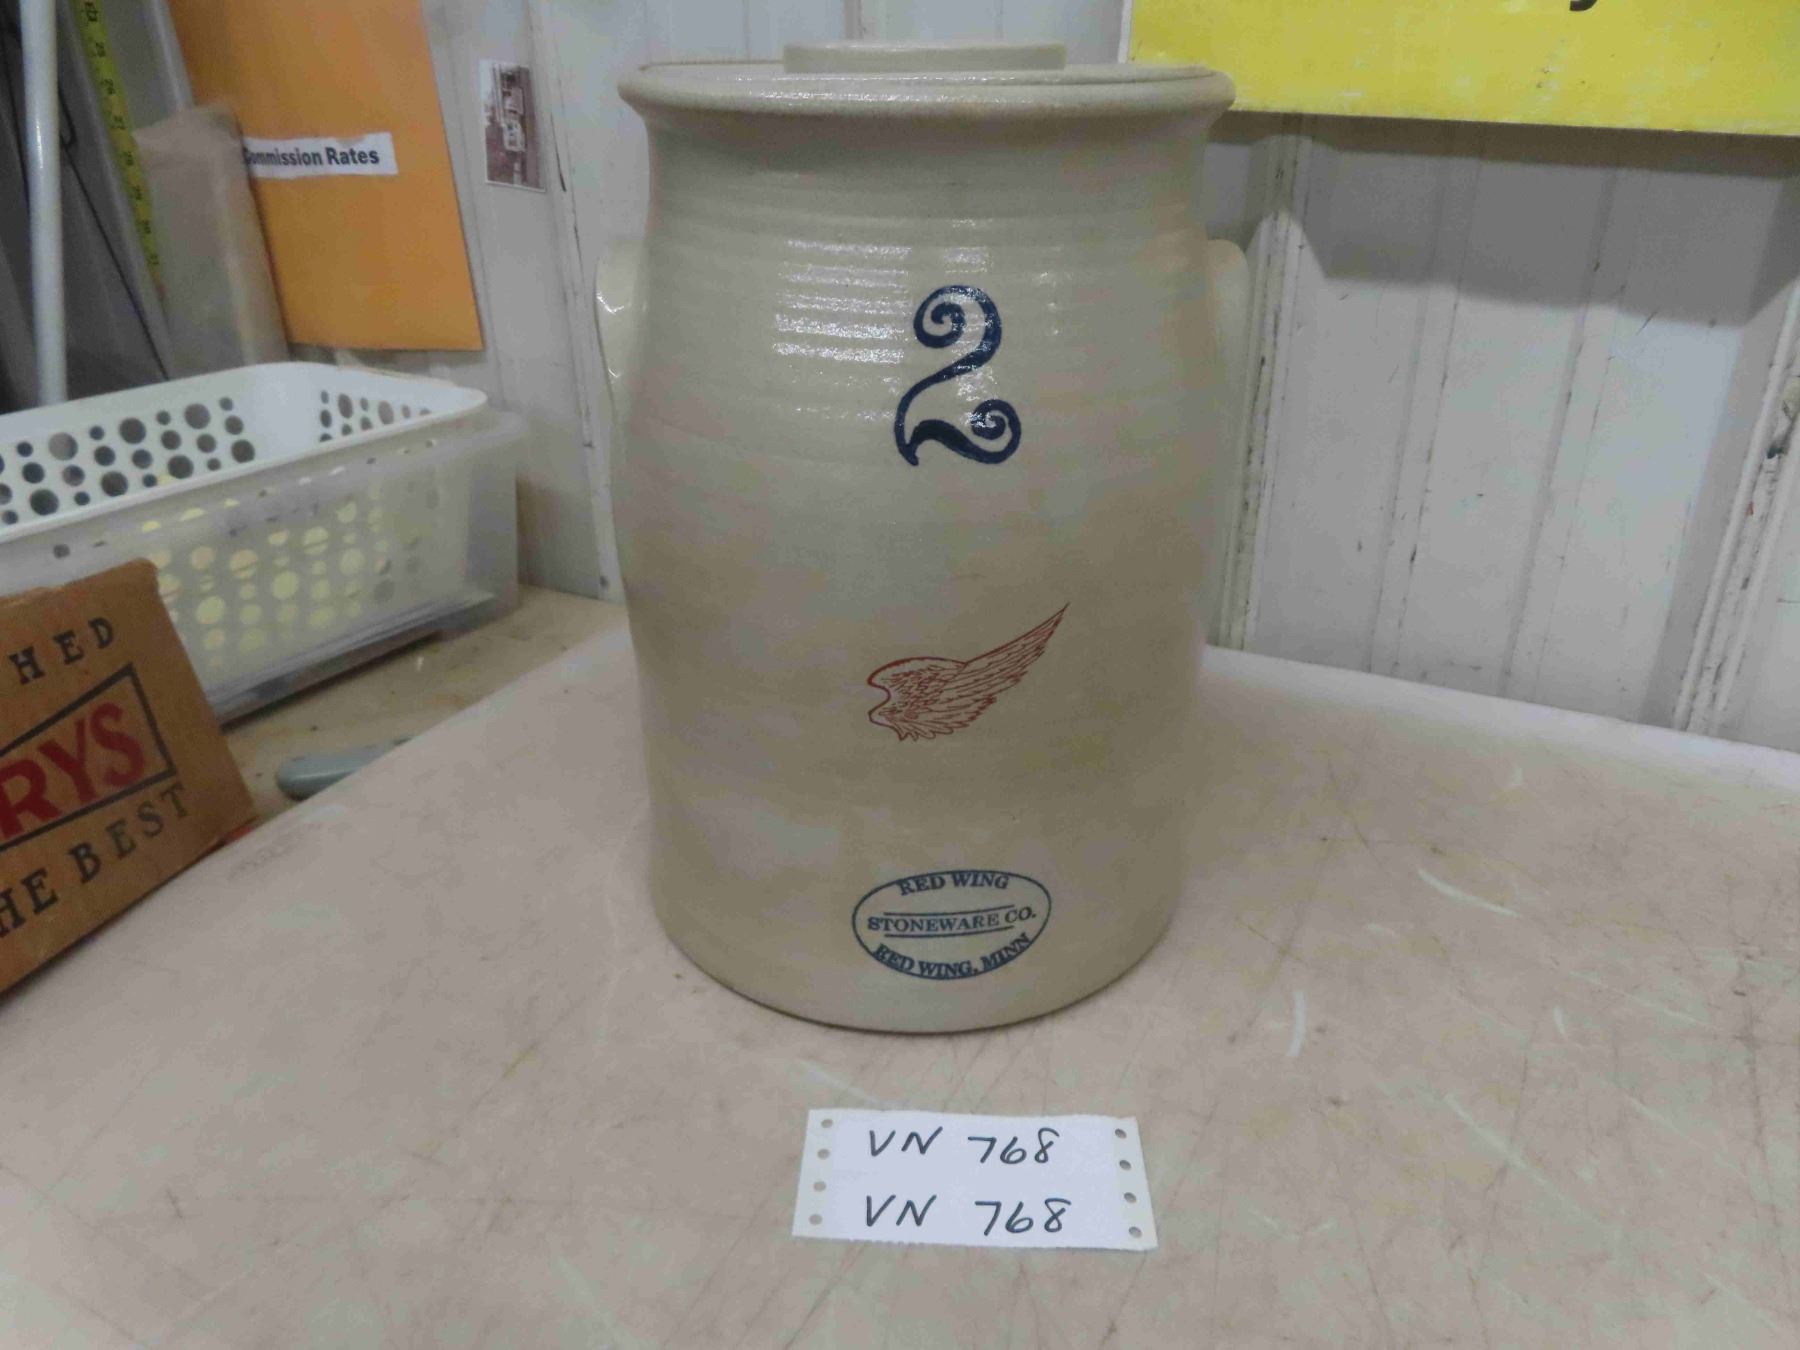 Commission Rates
2
HED
RYS
HE BEST
RED WING
STONEWARE CO.
RED WING, MINN
VN 768
VN 768